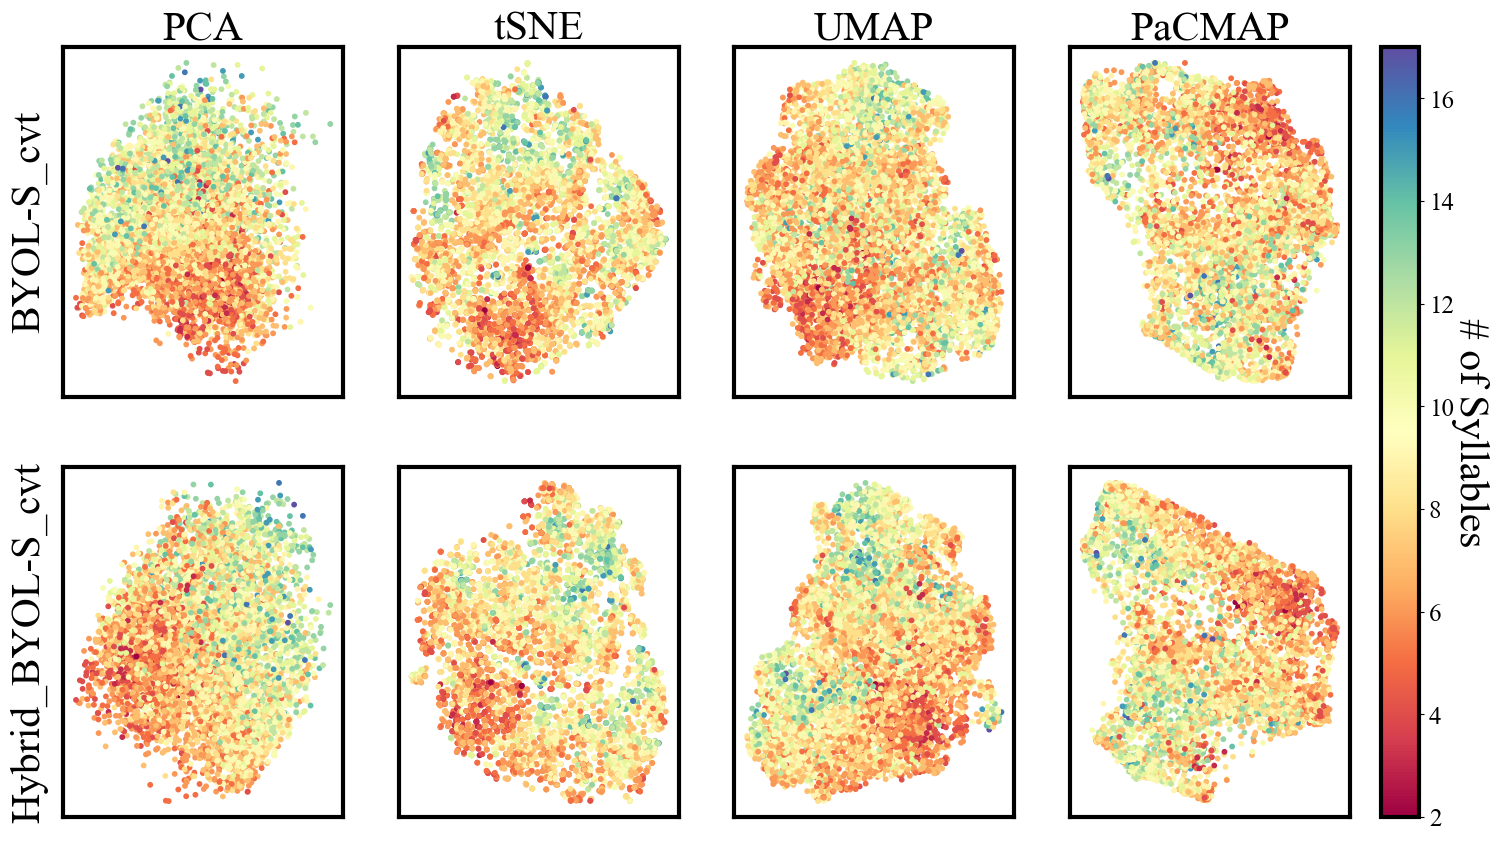 PCA
tSNE
UMAP
PaCMAP
BYOL-S_cvt
Hybrid_BYOL-S_cvt
16
14
12
10
8
6
4
2
# of Syllables